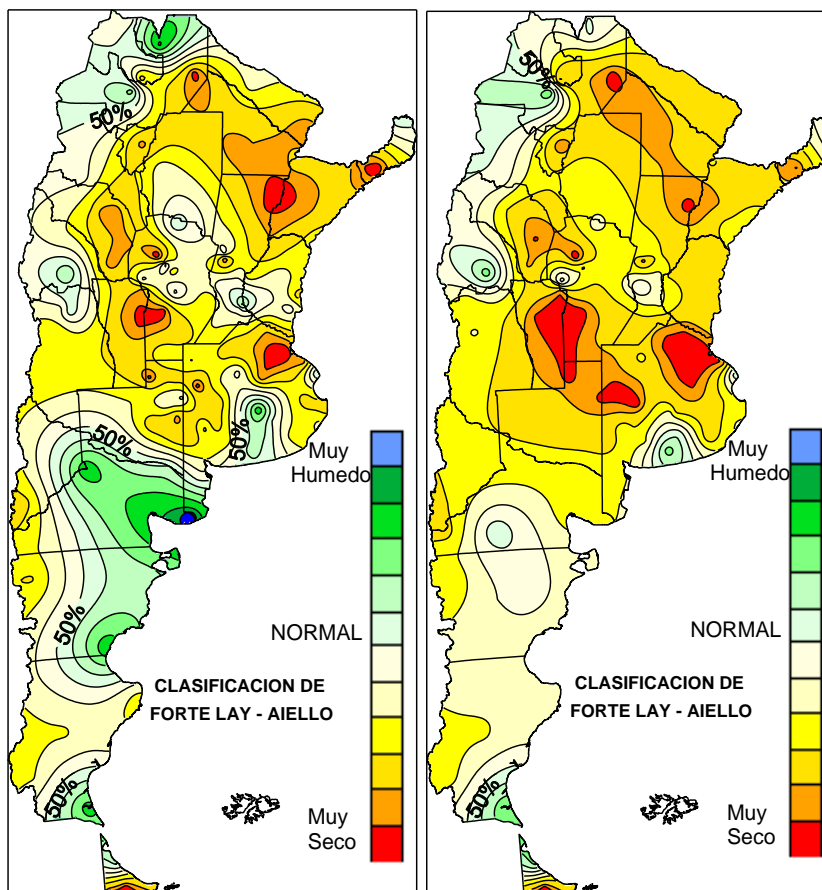 50%
50%
50%
50%
50%
50%
Muy
Humedo
NORMAL
CLASIFICACION DE
FORTE LAY - AIELLO
Muy
Seco
50%
50%
Muy
Humedo
NORMAL
CLASIFICACION DE
FORTE LAY - AIELLO
Muy
Seco